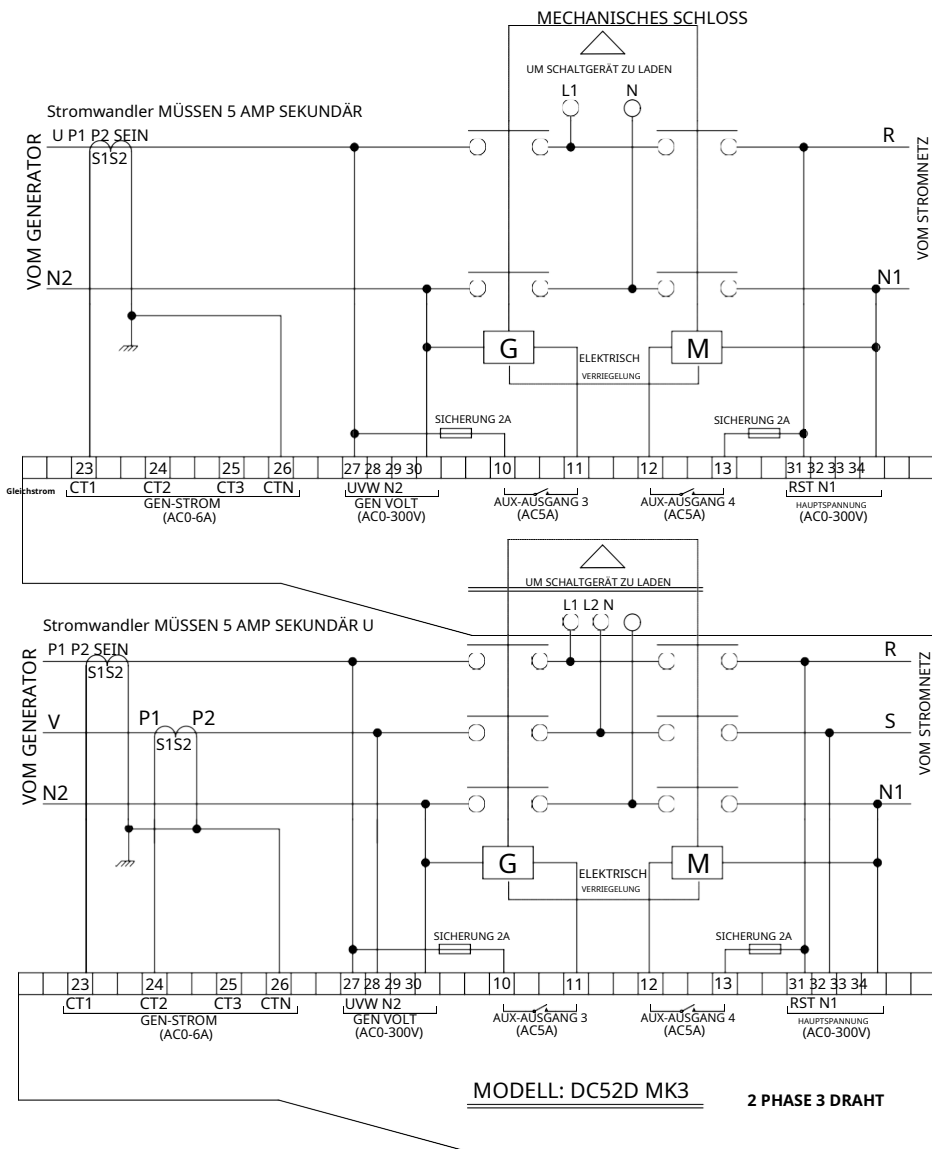 MECHANISCHES SCHLOSS
UM SCHALTGERÄT ZU LADEN
L1 N
Stromwandler MÜSSEN 5 AMP SEKUNDÄR
U P1 P2 SEIN
S1S2
R
VOM GENERATOR
VOM STROMNETZ
N2
N1
G
M
ELEKTRISCH
VERRIEGELUNG
SICHERUNG 2A
SICHERUNG 2A
23 24 25 26 27 28 29 30 10 11 12 13 31 32 33 34
Gleichstrom
CT1 CT2 CT3 CTN UVW N2 RST N1
GEN-STROM
(AC0-6A)
GEN VOLT
(AC0-300V)
AUX-AUSGANG 3
(AC5A)
AUX-AUSGANG 4
(AC5A)
HAUPTSPANNUNG
(AC0-300V)
UM SCHALTGERÄT ZU LADEN
L1 L2 N
Stromwandler MÜSSEN 5 AMP SEKUNDÄR U
P1 P2 SEIN
S1S2
R
VOM GENERATOR
VOM STROMNETZ
V
P1 P2
S1S2
S
N2
N1
G
M
ELEKTRISCH
VERRIEGELUNG
SICHERUNG 2A
SICHERUNG 2A
23 24 25 26 27 28 29 30 10 11 12 13 31 32 33 34
CT1 CT2 CT3 CTN UVW N2 RST N1
GEN-STROM
(AC0-6A)
GEN VOLT
(AC0-300V)
AUX-AUSGANG 3
(AC5A)
AUX-AUSGANG 4
(AC5A)
HAUPTSPANNUNG
(AC0-300V)
MODELL: DC52D MK3
2 PHASE 3 DRAHT